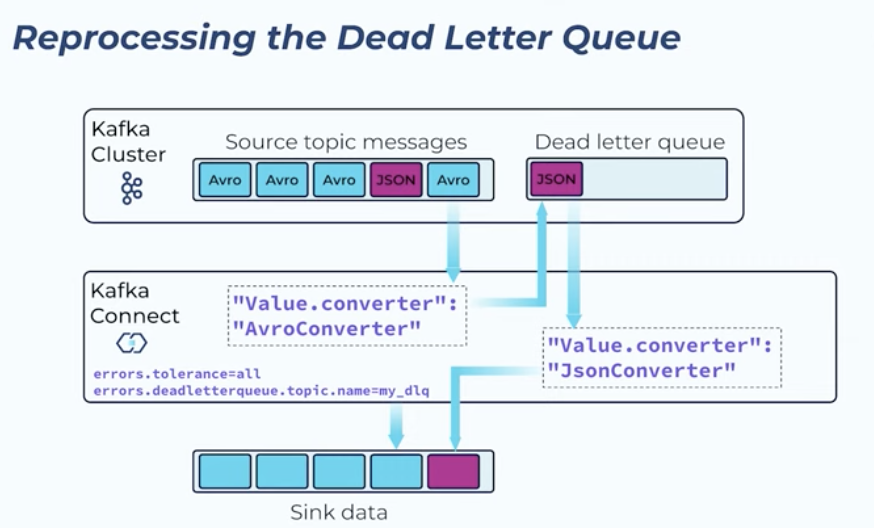 Reprocessing the Dead Letter Queue
Kafka
Cluster
Source topic messages
Dead letter queue
Avro
Avro
Avro
JSON
Avro
JSON
Kafka
Connect
"Value.converter":
"AvroConverter"
"Value.converter":
"JsonConverter"
errors.tolerance=all
errors.deadletterqueue.topic.name=my_dlq
Sink data